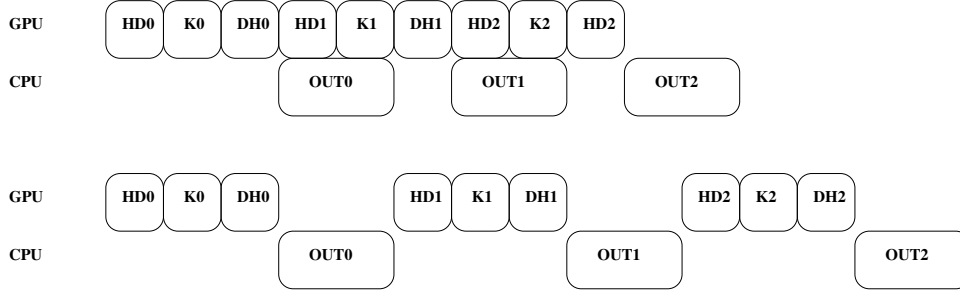 GPU HD0 K0 DH0 HD1 K1 DH1 HD2 K2 HD2
CPU OUT0 OUT1 OUT2
GPU HD0 K0 DH0 HD1 K1 DH1 HD2 K2 DH2
CPU OUT0 OUT1 OUT2